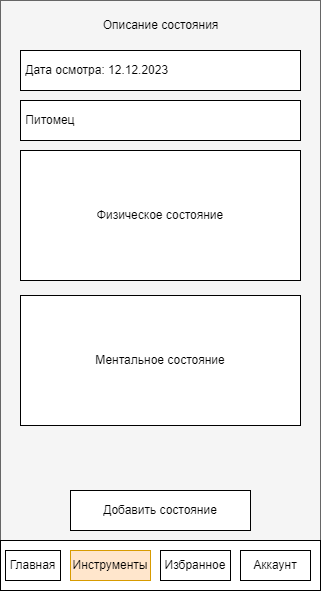 Описание состояния
Дата осмотра: 12.12.2023
Питомец
Физическое состояние
Ментальное состояние
Добавить состояние
Главная
Инструменты
Избранное
Аккаунт